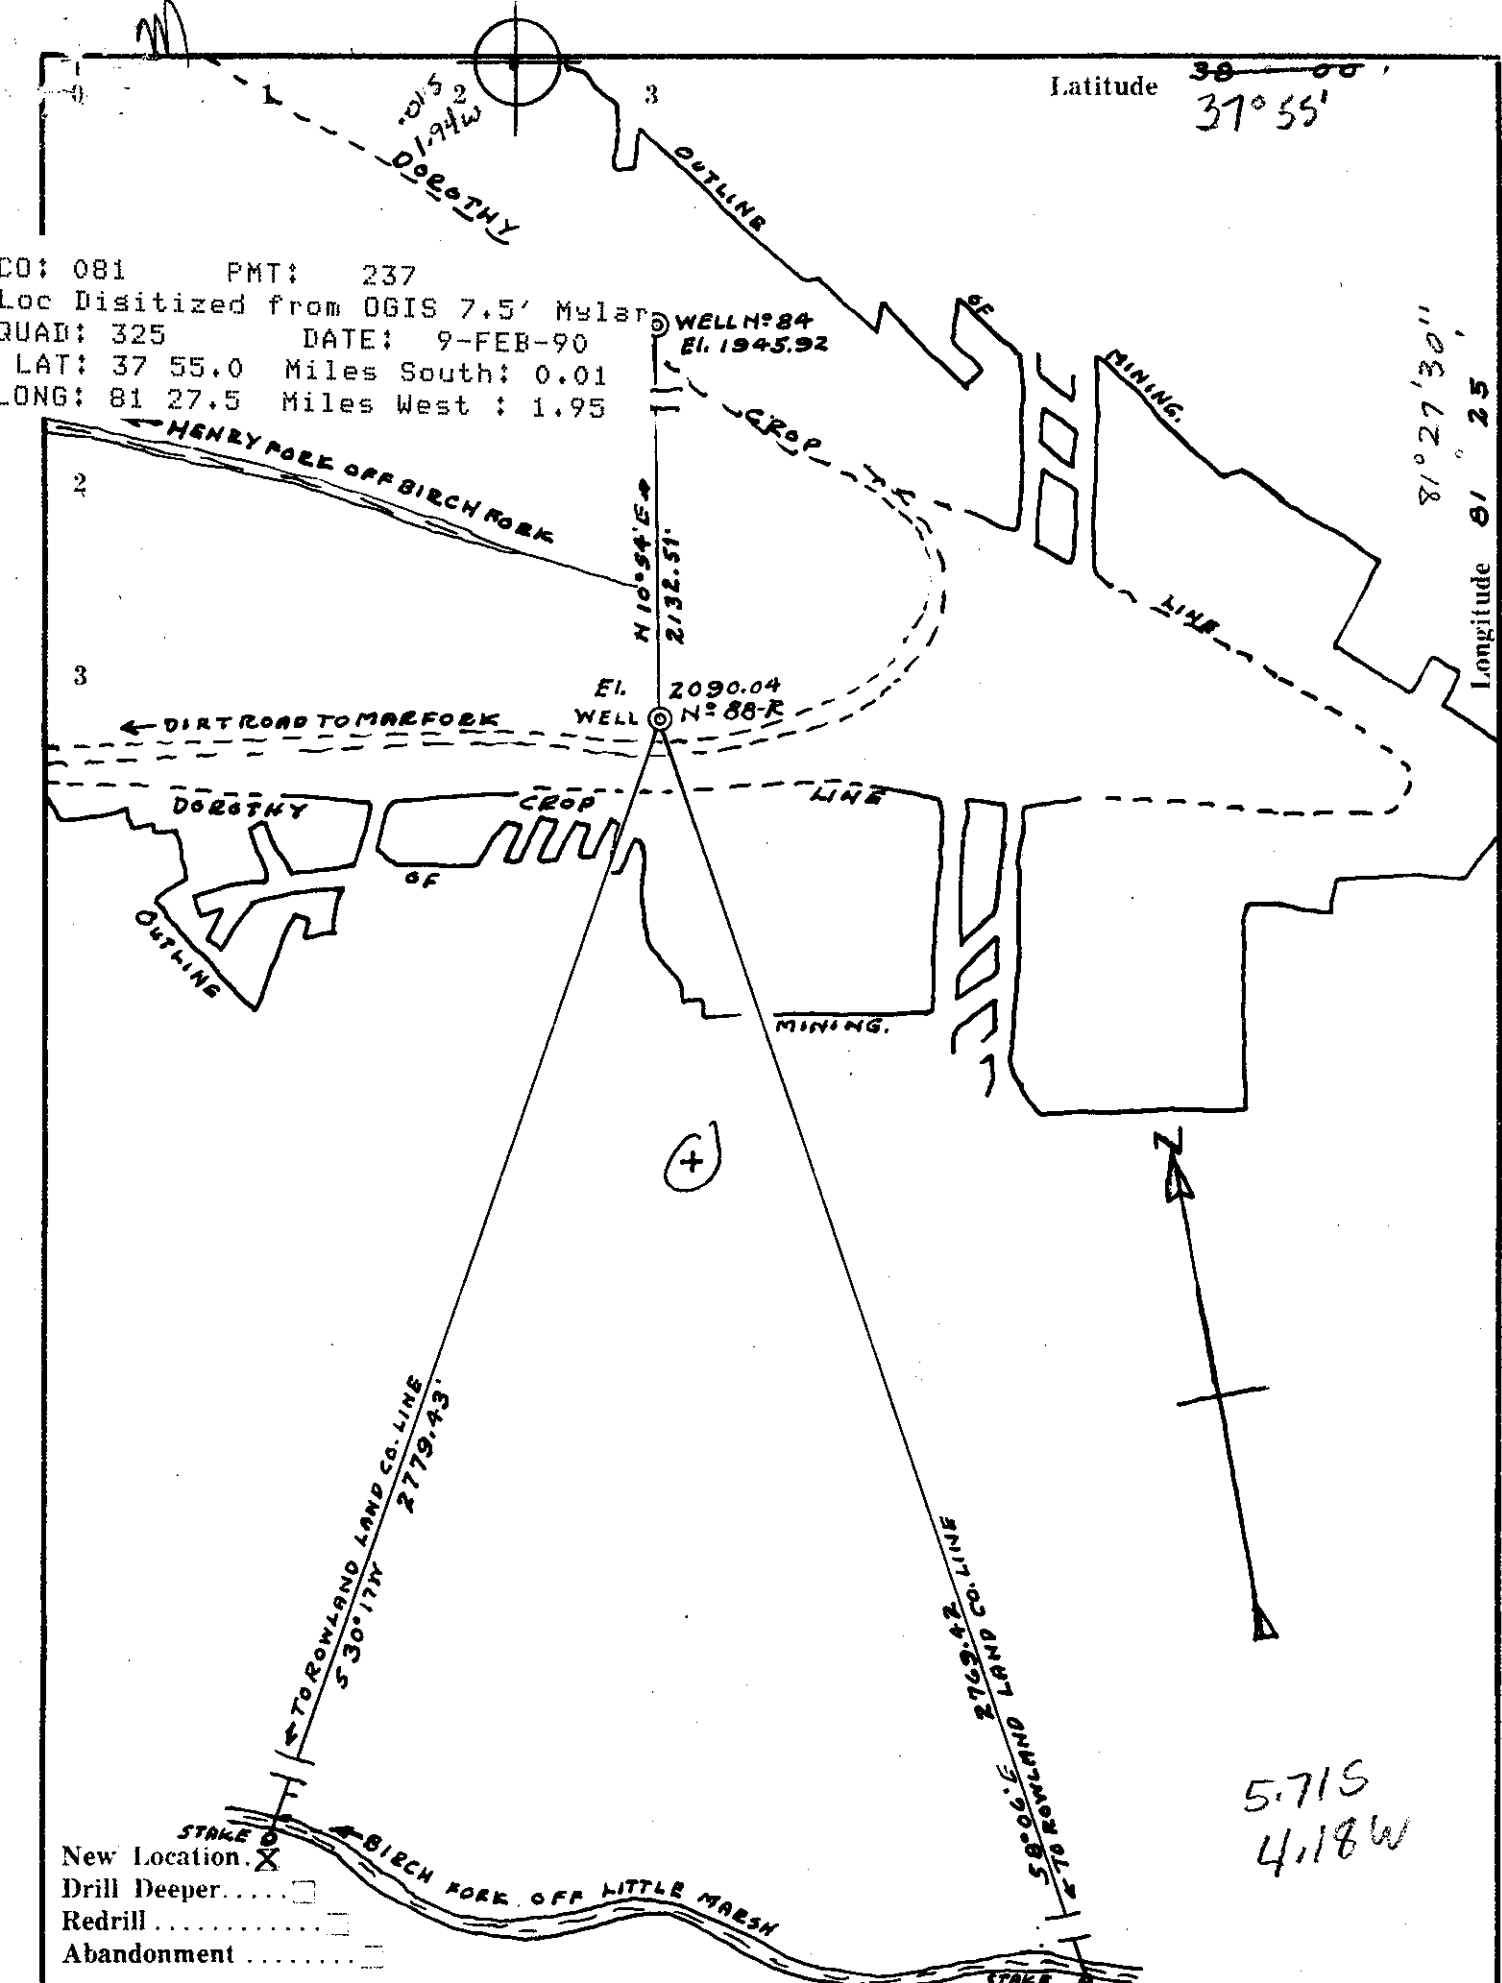 Latitude 38 00'
37°55'
0 1 2 3
.01S
1.94W
DOROTHY
OUTLINE
OF
MINING.
CO: 081 PMT: 237
Loc Disitized from OGIS 7.5' Mylar
QUAD: 325 DATE: 9-FEB-90
LAT: 37 55.0 Miles South: 0.01
LONG: 81 27.5 Miles West : 1.95
WELL Nº 84
El. 1945.92
CROP
LINE
81°27'30"
Longitude 81° 25'
HENRY FORK OFF BIRCH FORK
2
N 10°54' E
2132.51'
3
El. 2090.04
WELL Nº 88-R
DIRT ROAD TO MARFORK
DOROTHY CROP LINE
OF
OUTLINE
MINING.
N
TO ROWLAND LAND CO. LINE
2779.43'
S 30°17W
TO ROWLAND LAND CO. LINE
2769.42
S 8°06' E
5.71S
4.18W
STAKE
BIRCH FORK OFF LITTLE MARSH
STAKE
New Location. X
Drill Deeper.....
Redrill ............
Abandonment ........